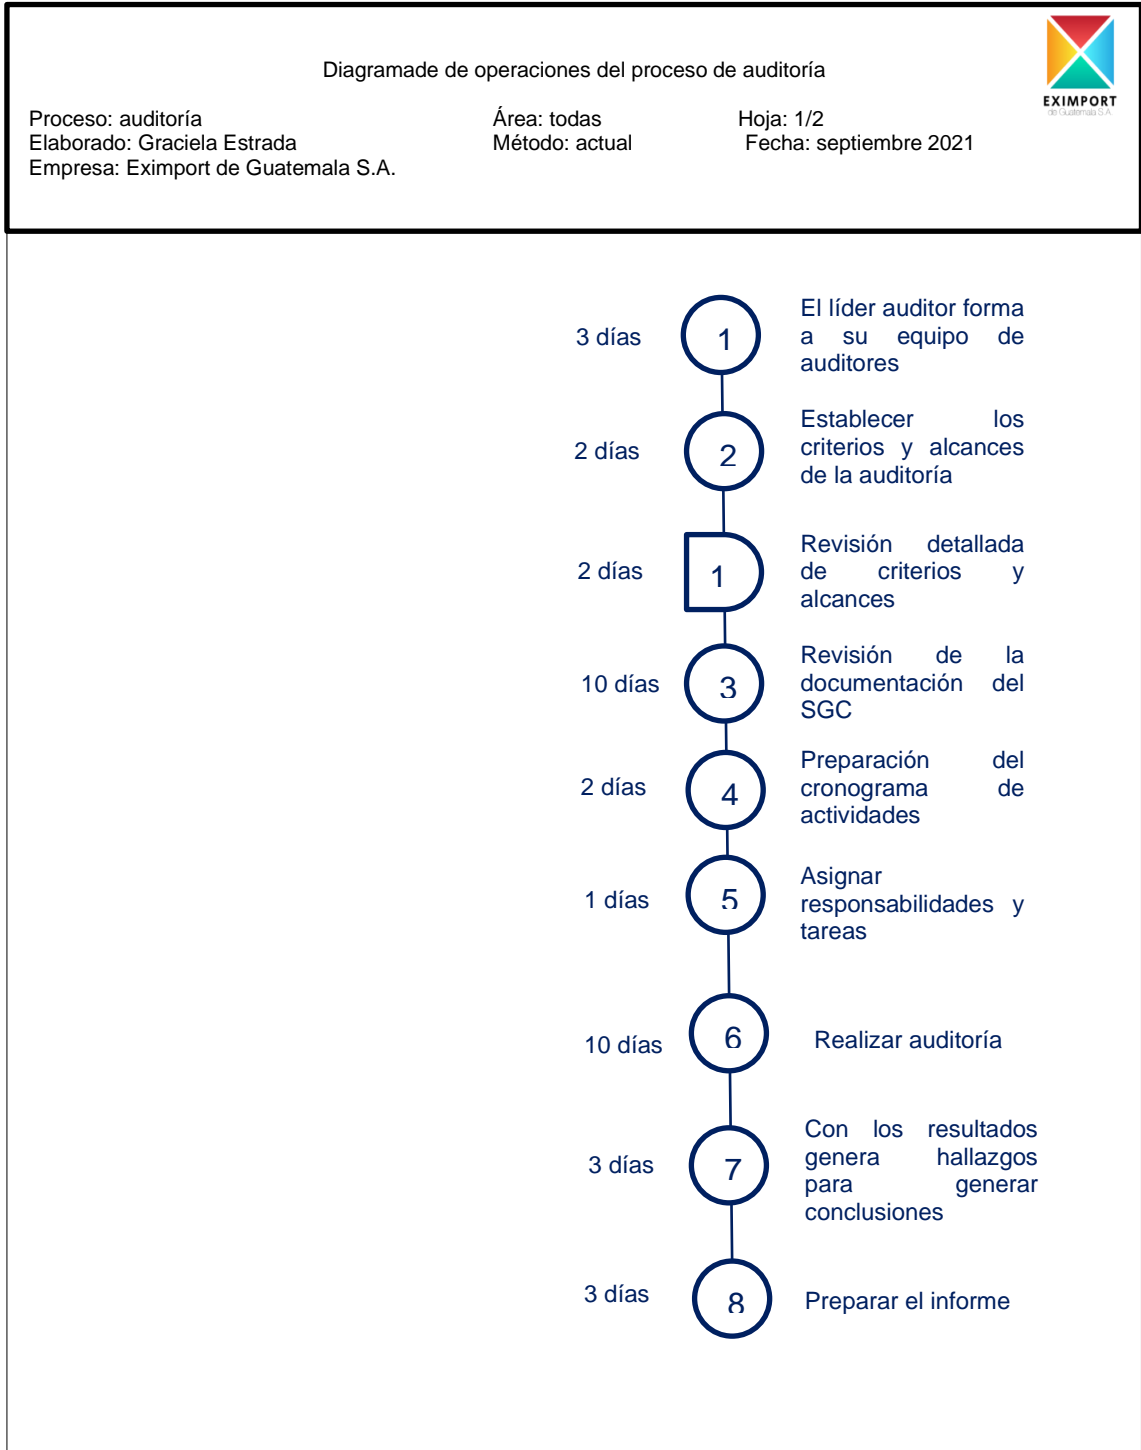 EXIMPORT
de Guatemala S.A.
Diagramade de operaciones del proceso de auditoría
Proceso: auditoría
Área: todas
Hoja: 1/2
Elaborado: Graciela Estrada
Método: actual
Fecha: septiembre 2021
Empresa: Eximport de Guatemala S.A.
3 días
1
El líder auditor forma
a su equipo de
auditores
2 días
2
Establecer los
criterios y alcances
de la auditoría
2 días
1
Revisión detallada
de criterios y
alcances
10 días
3
Revisión de la
documentación del
SGC
2 días
4
Preparación del
cronograma de
actividades
1 días
5
Asignar
responsabilidades y
tareas
10 días
6
Realizar auditoría
3 días
7
Con los resultados
genera hallazgos
para generar
conclusiones
3 días
8
Preparar el informe